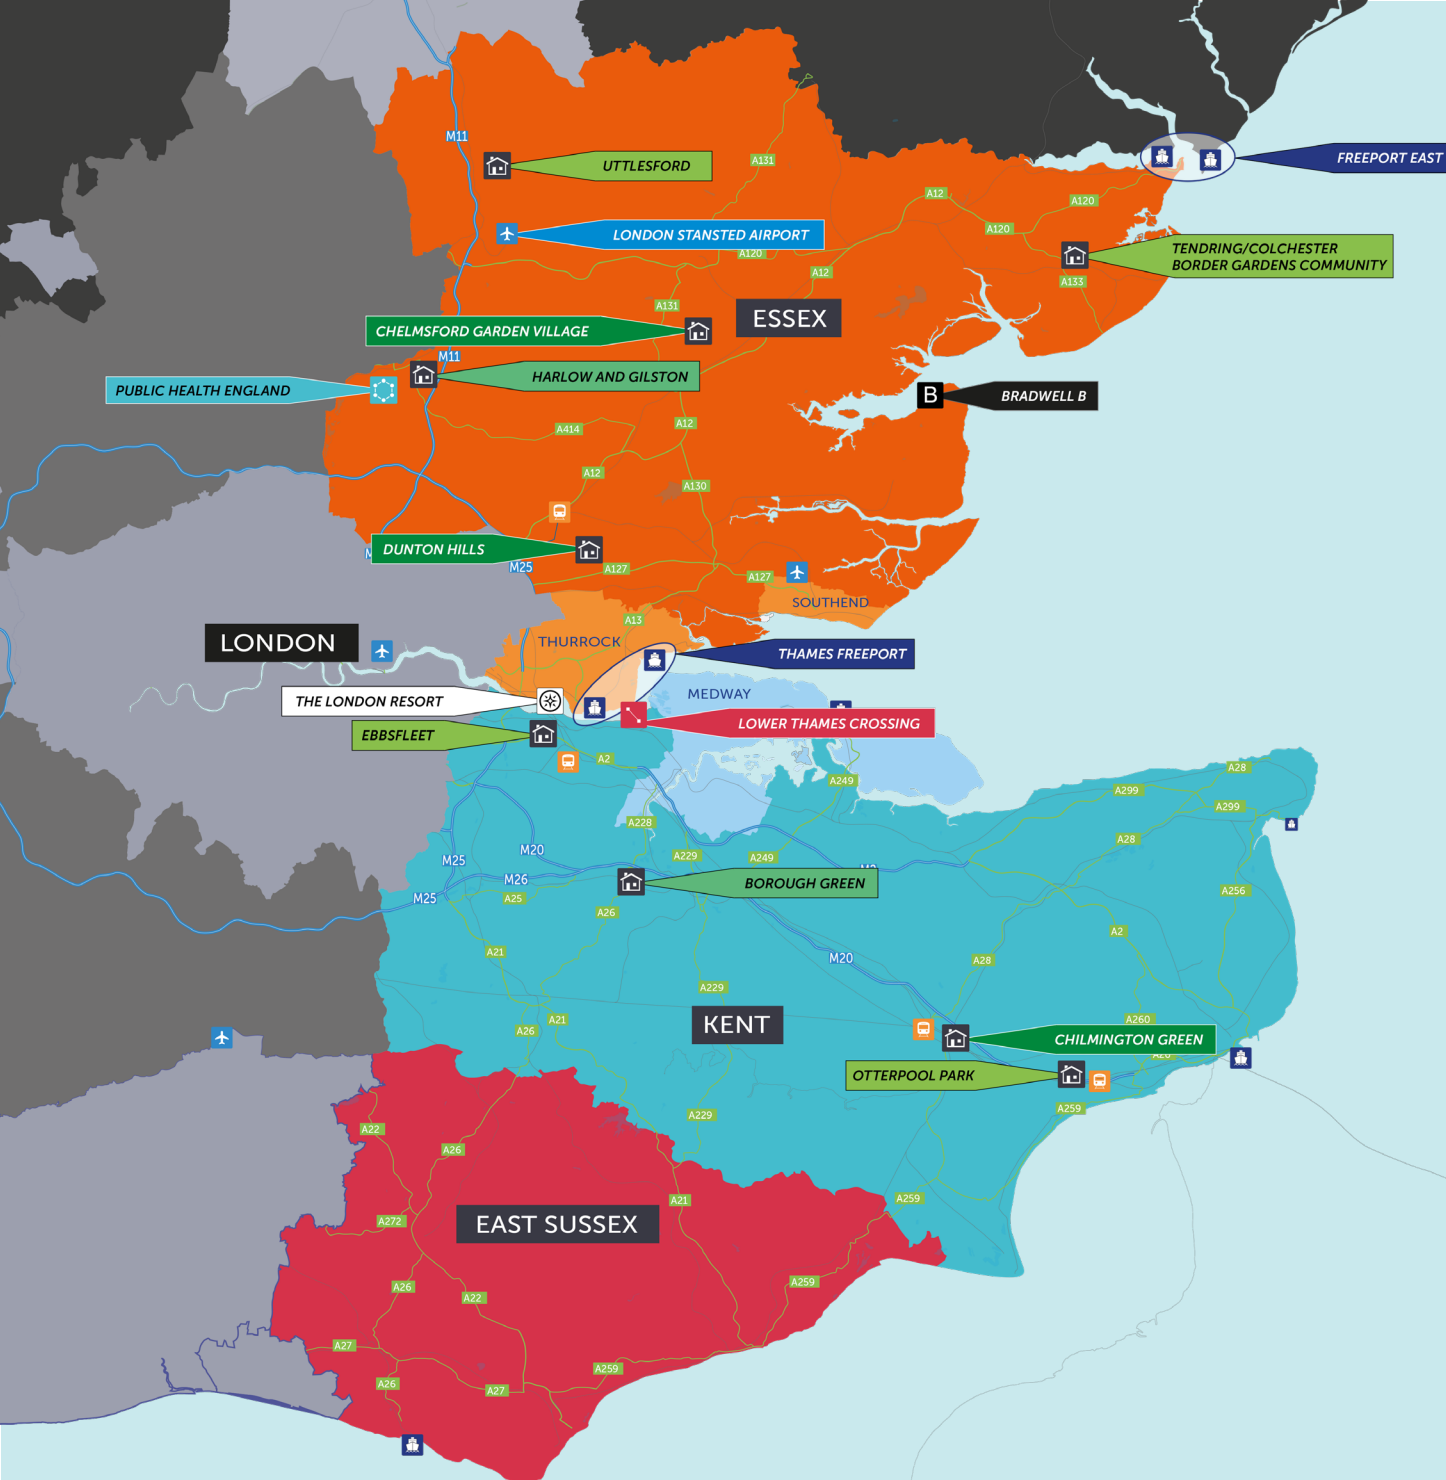 M11
UTTLESFORD
A131
FREEPORT EAST
A12
A120
A120
LONDON STANSTED AIRPORT
TENDRING/COLCHESTER
BORDER GARDENS COMMUNITY
A120
A12
A133
A131
ESSEX
CHELMSFORD GARDEN VILLAGE
M11
HARLOW AND GILSTON
PUBLIC HEALTH ENGLAND
B
BRADWELL B
A414
A12
A12
A130
DUNTON HILLS
M25
A127
A127
SOUTHEND
A13
LONDON
THURROCK
THAMES FREEPORT
THE LONDON RESORT
MEDWAY
LOWER THAMES CROSSING
EBBSFLEET
A2
A28
A249
A299
A299
A228
A28
M20
A229
A249
M25
M26
BOROUGH GREEN
M25
A25
A26
A256
A2
A21
M20
A28
A229
A21
A26
KENT
A260
CHILMINGTON GREEN
OTTERPOOL PARK
A20
A259
A229
A22
A26
A21
A259
A272
EAST SUSSEX
A26
A259
A22
A27
A259
A26
A27